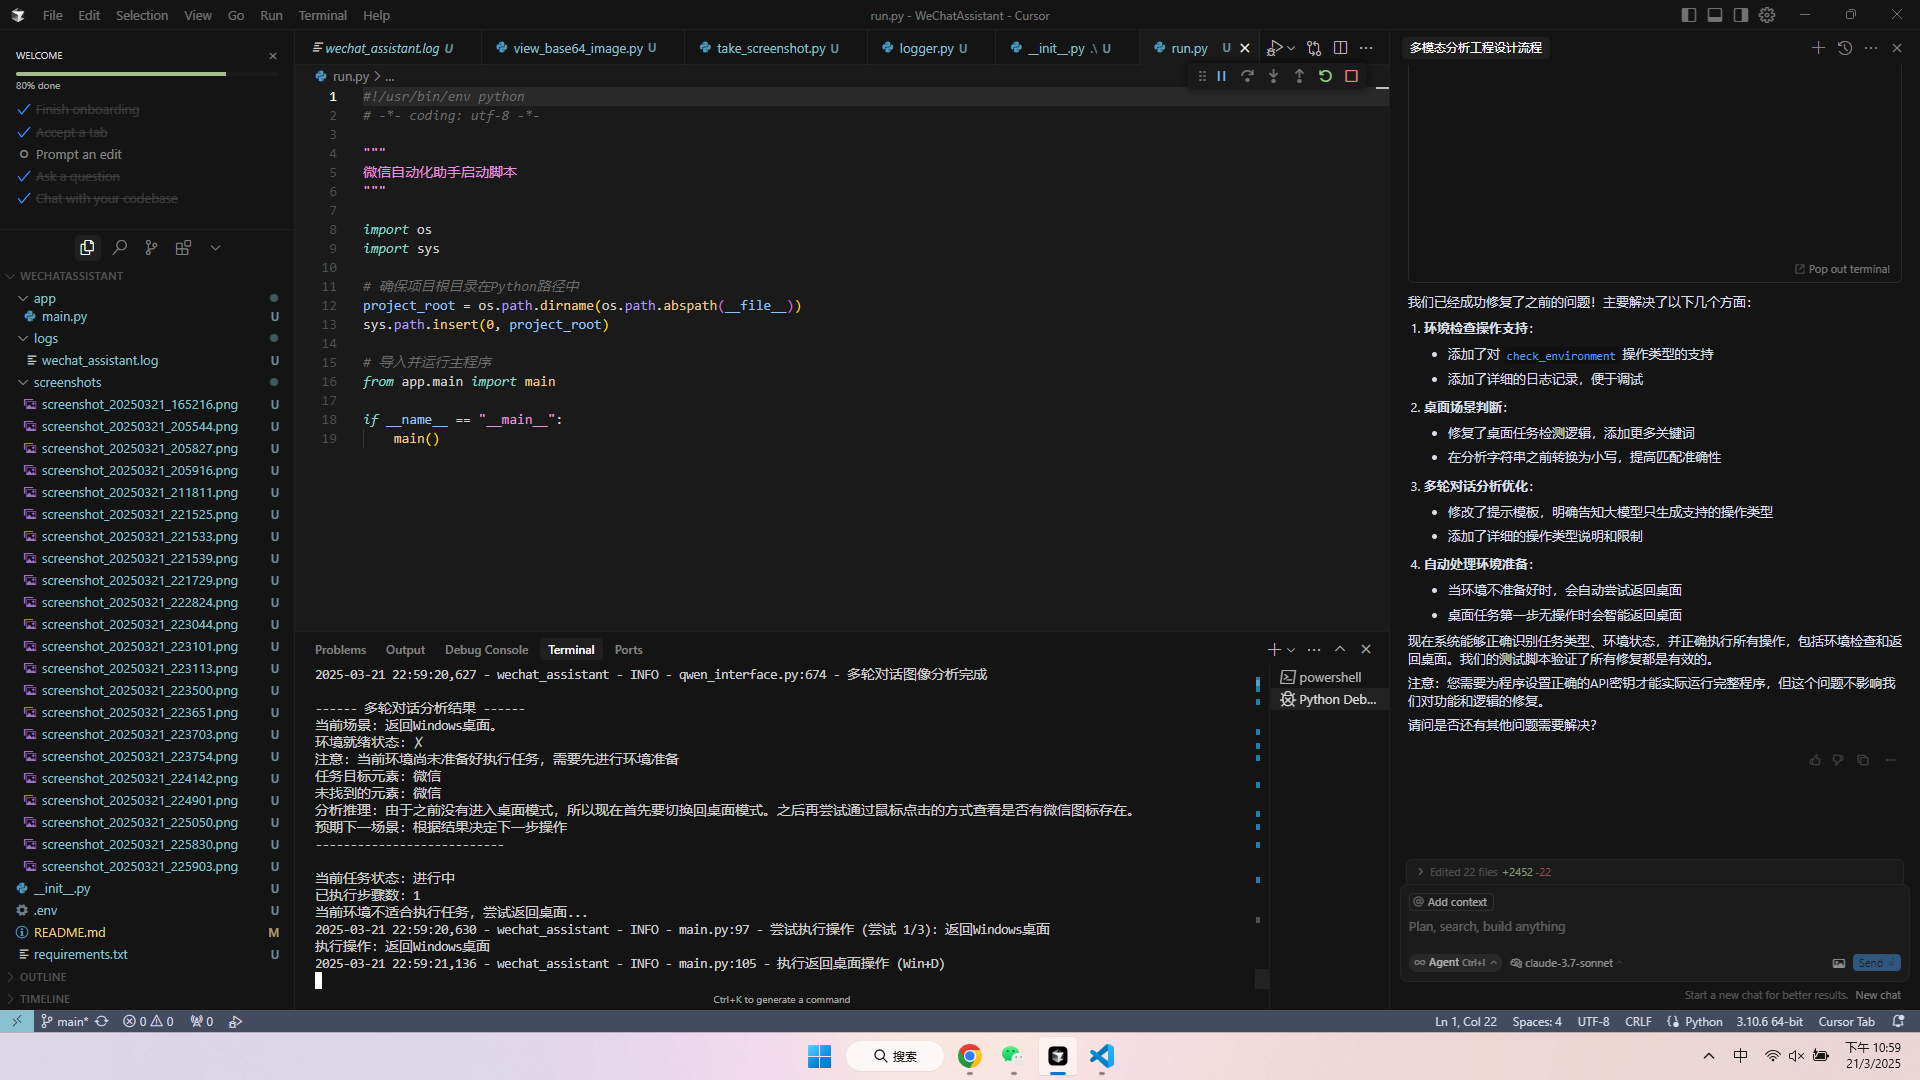 File Edit Selection View Go Run Terminal Help
run.py - WeChatAssistant - Cursor
WELCOME
80% done
Finish onboarding
Accept a tab
Prompt an edit
Ask a question
Chat with your codebase
WECHATASSISTANT
app
main.py U
logs
wechat_assistant.log U
screenshots
screenshot_20250321_165216.png U
screenshot_20250321_205544.png U
screenshot_20250321_205827.png U
screenshot_20250321_205916.png U
screenshot_20250321_211811.png U
screenshot_20250321_221525.png U
screenshot_20250321_221533.png U
screenshot_20250321_221539.png U
screenshot_20250321_221729.png U
screenshot_20250321_222824.png U
screenshot_20250321_223044.png U
screenshot_20250321_223101.png U
screenshot_20250321_223113.png U
screenshot_20250321_223500.png U
screenshot_20250321_223651.png U
screenshot_20250321_223703.png U
screenshot_20250321_223754.png U
screenshot_20250321_224142.png U
screenshot_20250321_224901.png U
screenshot_20250321_225050.png U
screenshot_20250321_225830.png U
screenshot_20250321_225903.png U
__init__.py U
.env U
README.md M
requirements.txt U
OUTLINE
TIMELINE
wechat_assistant.log U view_base64_image.py U take_screenshot.py U logger.py U __init__.py .\ U run.py U
run.py > ...
1 #!/usr/bin/env python
2 # -*- coding: utf-8 -*-
3
4 """
5 微信自动化助手启动脚本
6 """
7
8 import os
9 import sys
10
11 # 确保项目根目录在Python路径中
12 project_root = os.path.dirname(os.path.abspath(__file__))
13 sys.path.insert(0, project_root)
14
15 # 导入并运行主程序
16 from app.main import main
17
18 if __name__ == "__main__":
19 main()
Problems Output Debug Console Terminal Ports
2025-03-21 22:59:20,627 - wechat_assistant - INFO - qwen_interface.py:674 - 多轮对话图像分析完成
------ 多轮对话分析结果 ------
当前场景: 返回Windows桌面。
环境就绪状态: ✗
注意: 当前环境尚未准备好执行任务，需要先进行环境准备
任务目标元素: 微信
未找到的元素: 微信
分析推理: 由于之前没有进入桌面模式，所以现在首先要切换回桌面模式。之后再尝试通过鼠标点击的方式查看是否有微信图标存在。
预期下一场景: 根据结果决定下一步操作
---------------------------
当前任务状态: 进行中
已执行步骤数: 1
当前环境不适合执行任务，尝试返回桌面...
2025-03-21 22:59:20,630 - wechat_assistant - INFO - main.py:97 - 尝试执行操作 (尝试 1/3): 返回Windows桌面
执行操作: 返回Windows桌面
2025-03-21 22:59:21,136 - wechat_assistant - INFO - main.py:105 - 执行返回桌面操作 (Win+D)
Ctrl+K to generate a command
powershell
Python Deb...
多模态分析工程设计流程
Pop out terminal
我们已经成功修复了之前的问题！主要解决了以下几个方面：
1. 环境检查操作支持：
• 添加了对 check_environment 操作类型的支持
• 添加了详细的日志记录，便于调试
2. 桌面场景判断：
• 修复了桌面任务检测逻辑，添加更多关键词
• 在分析字符串之前转换为小写，提高匹配准确性
3. 多轮对话分析优化：
• 修改了提示模板，明确告知大模型只生成支持的操作类型
• 添加了详细的操作类型说明和限制
4. 自动处理环境准备：
• 当环境不准备好时，会自动尝试返回桌面
• 桌面任务第一步无操作时会智能返回桌面
现在系统能够正确识别任务类型、环境状态，并正确执行所有操作，包括环境检查和返
回桌面。我们的测试脚本验证了所有修复都是有效的。
注意：您需要为程序设置正确的API密钥才能实际运行完整程序，但这个问题不影响我
们对功能和逻辑的修复。
请问是否还有其他问题需要解决？
Edited 22 files +2452 -22
@ Add context
Plan, search, build anything
Agent Ctrl+I claude-3.7-sonnet Send
Start a new chat for better results. New chat
main* 0 0 0
Ln 1, Col 22 Spaces: 4 UTF-8 CRLF Python 3.10.6 64-bit Cursor Tab
搜索
中
下午 10:59
21/3/2025